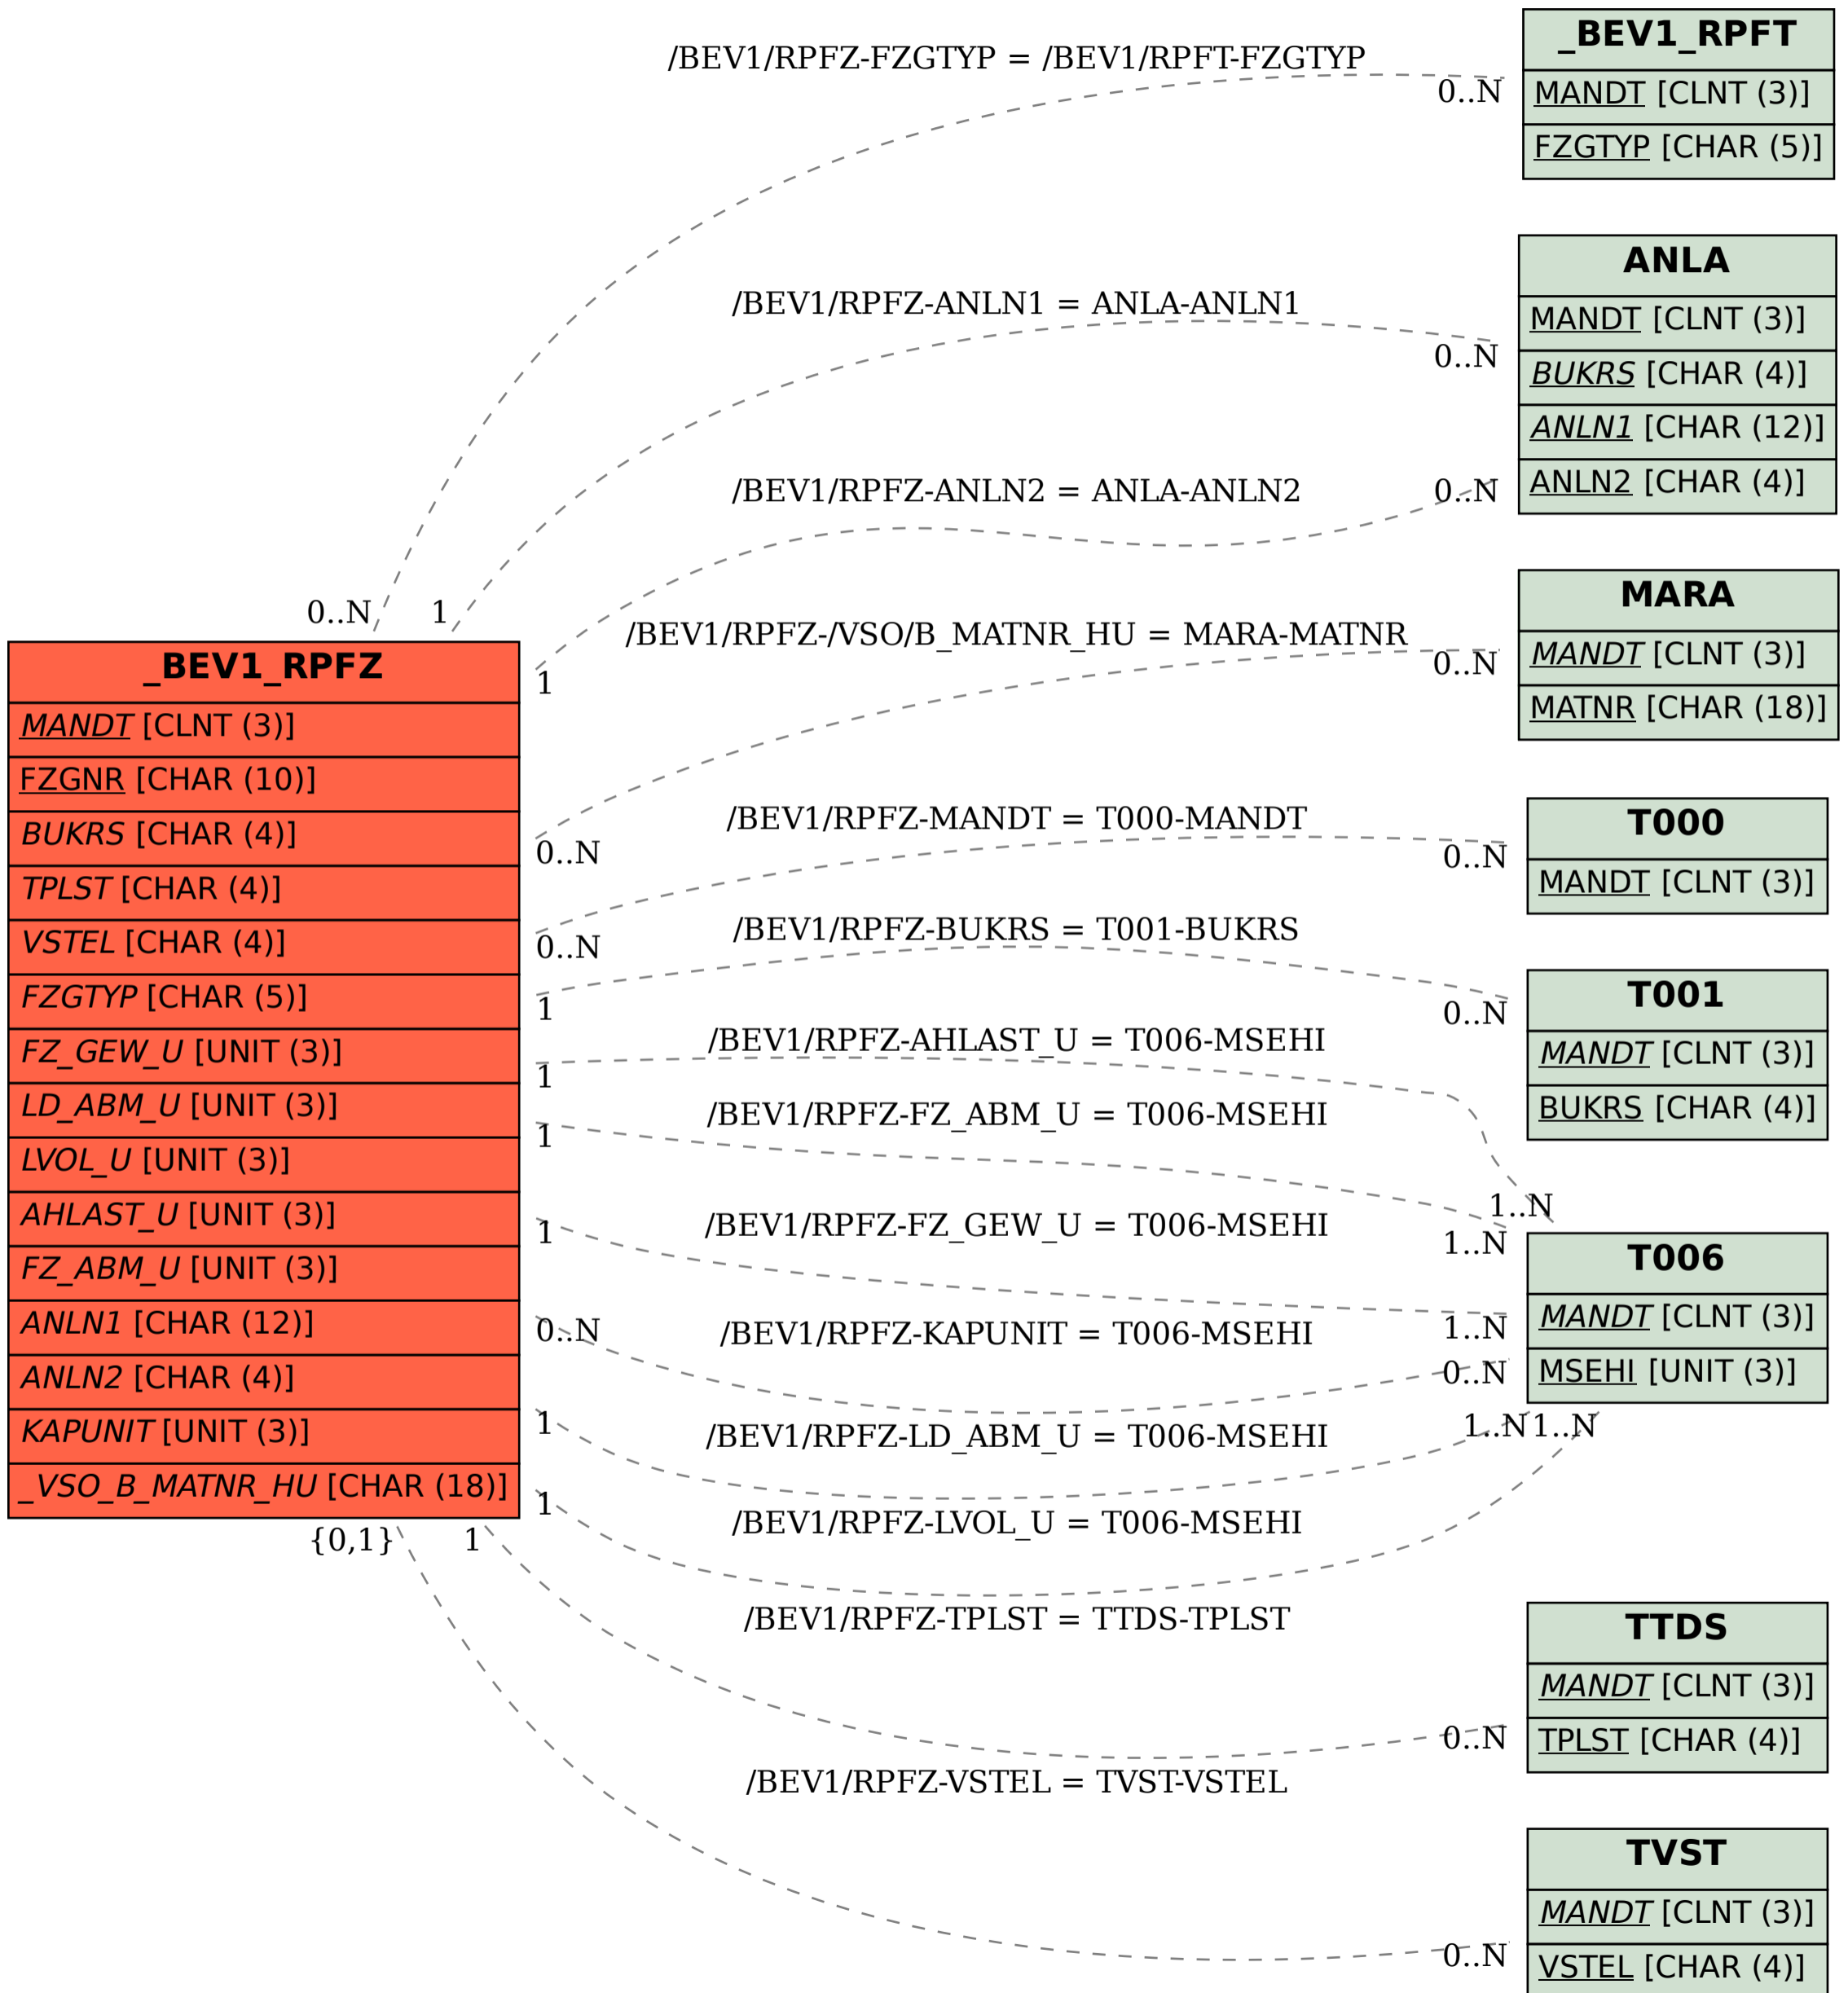 _BEV1_RPFT
MANDT [CLNT (3)]
FZGTYP [CHAR (5)]
/BEV1/RPFZ-FZGTYP = /BEV1/RPFT-FZGTYP
0..N
0..N
ANLA
MANDT [CLNT (3)]
BUKRS [CHAR (4)]
ANLN1 [CHAR (12)]
ANLN2 [CHAR (4)]
/BEV1/RPFZ-ANLN1 = ANLA-ANLN1
0..N
1
/BEV1/RPFZ-ANLN2 = ANLA-ANLN2
0..N
1
MARA
MANDT [CLNT (3)]
MATNR [CHAR (18)]
/BEV1/RPFZ-/VSO/B_MATNR_HU = MARA-MATNR
0..N
0..N
_BEV1_RPFZ
MANDT [CLNT (3)]
FZGNR [CHAR (10)]
BUKRS [CHAR (4)]
TPLST [CHAR (4)]
VSTEL [CHAR (4)]
FZGTYP [CHAR (5)]
FZ_GEW_U [UNIT (3)]
LD_ABM_U [UNIT (3)]
LVOL_U [UNIT (3)]
AHLAST_U [UNIT (3)]
FZ_ABM_U [UNIT (3)]
ANLN1 [CHAR (12)]
ANLN2 [CHAR (4)]
KAPUNIT [UNIT (3)]
_VSO_B_MATNR_HU [CHAR (18)]
/BEV1/RPFZ-MANDT = T000-MANDT
0..N
0..N
T000
MANDT [CLNT (3)]
/BEV1/RPFZ-BUKRS = T001-BUKRS
1
0..N
T001
MANDT [CLNT (3)]
BUKRS [CHAR (4)]
/BEV1/RPFZ-AHLAST_U = T006-MSEHI
1
1..N
/BEV1/RPFZ-FZ_ABM_U = T006-MSEHI
1
1..N
/BEV1/RPFZ-FZ_GEW_U = T006-MSEHI
1
1..N
T006
MANDT [CLNT (3)]
MSEHI [UNIT (3)]
/BEV1/RPFZ-KAPUNIT = T006-MSEHI
0..N
0..N
/BEV1/RPFZ-LD_ABM_U = T006-MSEHI
1
1..N
/BEV1/RPFZ-LVOL_U = T006-MSEHI
1
1..N
/BEV1/RPFZ-TPLST = TTDS-TPLST
1
0..N
TTDS
MANDT [CLNT (3)]
TPLST [CHAR (4)]
/BEV1/RPFZ-VSTEL = TVST-VSTEL
{0,1}
0..N
TVST
MANDT [CLNT (3)]
VSTEL [CHAR (4)]